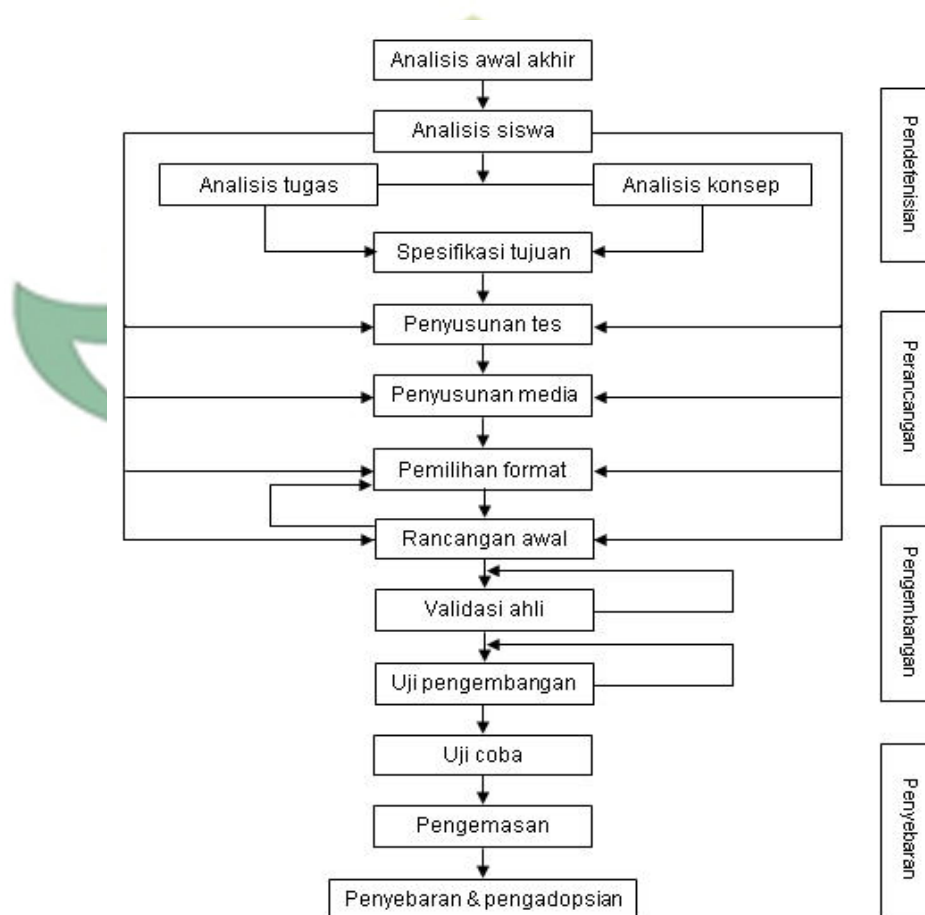 Analisis awal akhir
Analisis siswa
Analisis tugas
Analisis konsep
Spesifikasi tujuan
Penyusunan tes
Penyusunan media
Pemilihan format
Rancangan awal
Validasi ahli
Uji pengembangan
Uji coba
Pengemasan
Penyebaran & pengadopsian
Pendefenisian
Perancangan
Pengembangan
Penyebaran